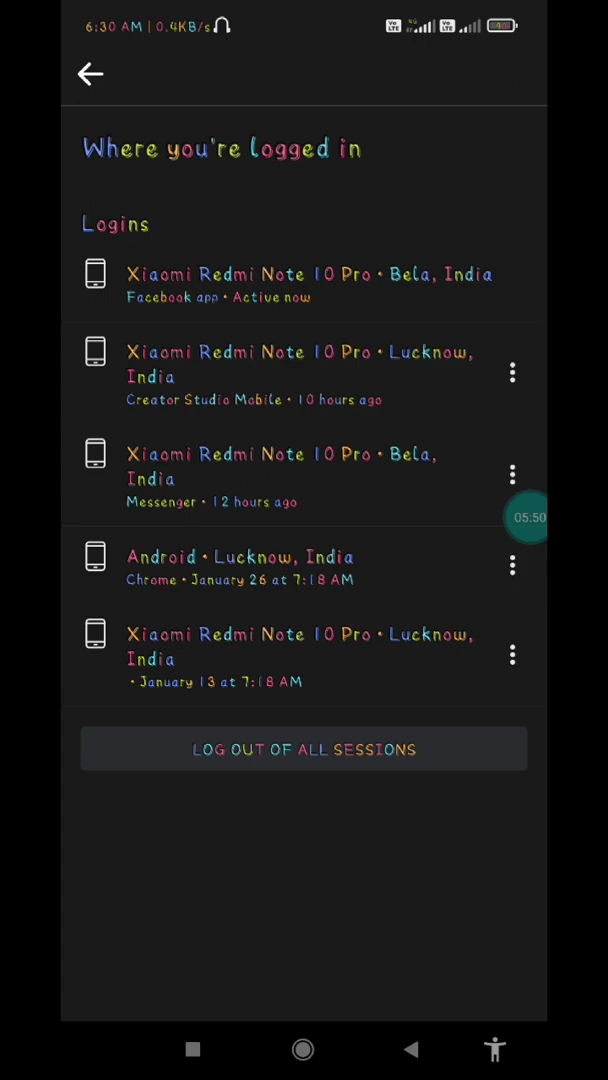 6:30 AM | 0.4KB/s
Where you're logged in
Logins
Xiaomi Redmi Note 10 Pro • Bela, India
Facebook app • Active now
Xiaomi Redmi Note 10 Pro • Lucknow,
India
Creator Studio Mobile • 10 hours ago
Xiaomi Redmi Note 10 Pro • Bela,
India
Messenger • 12 hours ago
05:50
Android • Lucknow, India
Chrome • January 26 at 7:18 AM
Xiaomi Redmi Note 10 Pro • Lucknow,
India
• January 13 at 7:18 AM
LOG OUT OF ALL SESSIONS